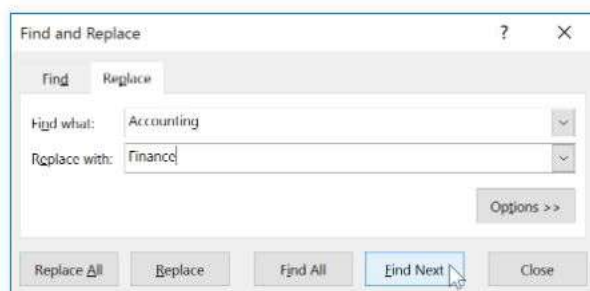 Find and Replace ? ✕
Find Replace
Find what: Accounting
Replace with: Finance
Options >>
Replace All Replace Find All Find Next Close